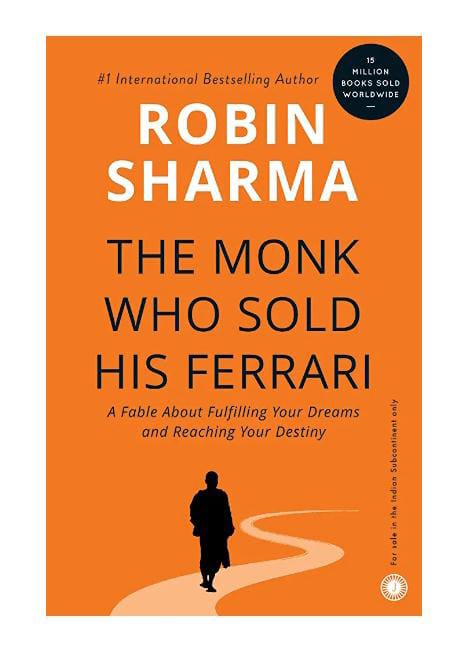 #1 International Bestselling Author
15
MILLION
BOOKS SOLD
WORLDWIDE
ROBIN
SHARMA
THE MONK
WHO SOLD
HIS FERRARI
A Fable About Fulfilling Your Dreams
and Reaching Your Destiny
For sale in the Indian Subcontinent only
J